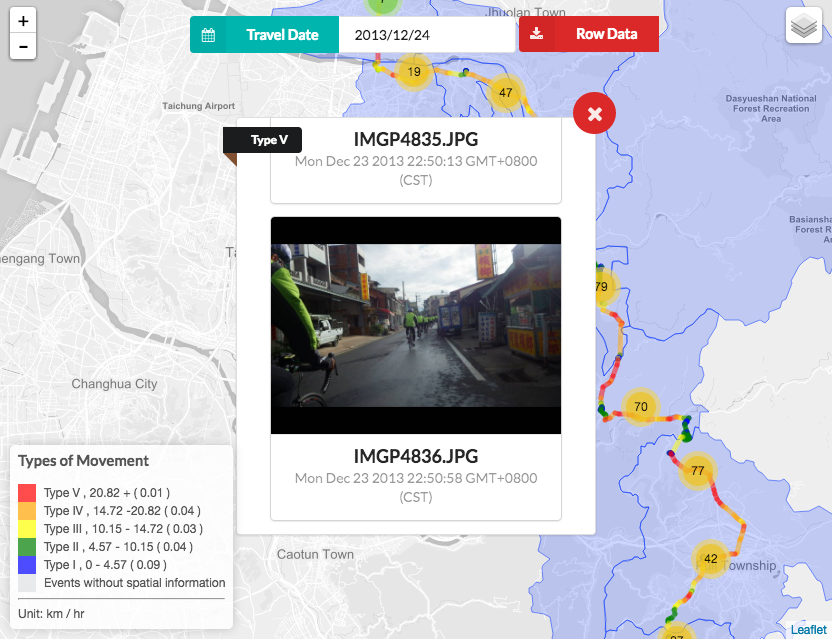 Jhuolan Town
Travel Date
2013/12/24
Row Data
+
-
19
47
Taichung Airport
Dasyueshan National
Forest Recreation
Area
Type V
IMGP4835.JPG
Mon Dec 23 2013 22:50:13 GMT+0800
(CST)
Basiansha
Forest R
79
Changhua City
70
IMGP4836.JPG
Mon Dec 23 2013 22:50:58 GMT+0800
(CST)
77
Types of Movement
Type V , 20.82 + ( 0.01 )
Type IV , 14.72 -20.82 ( 0.04 )
Type III , 10.15 - 14.72 ( 0.03 )
Type II , 4.57 - 10.15 ( 0.04 )
Type I , 0 - 4.57 ( 0.09 )
Events without spatial information
Unit: km / hr
Caotun Town
42
Township
Leaflet